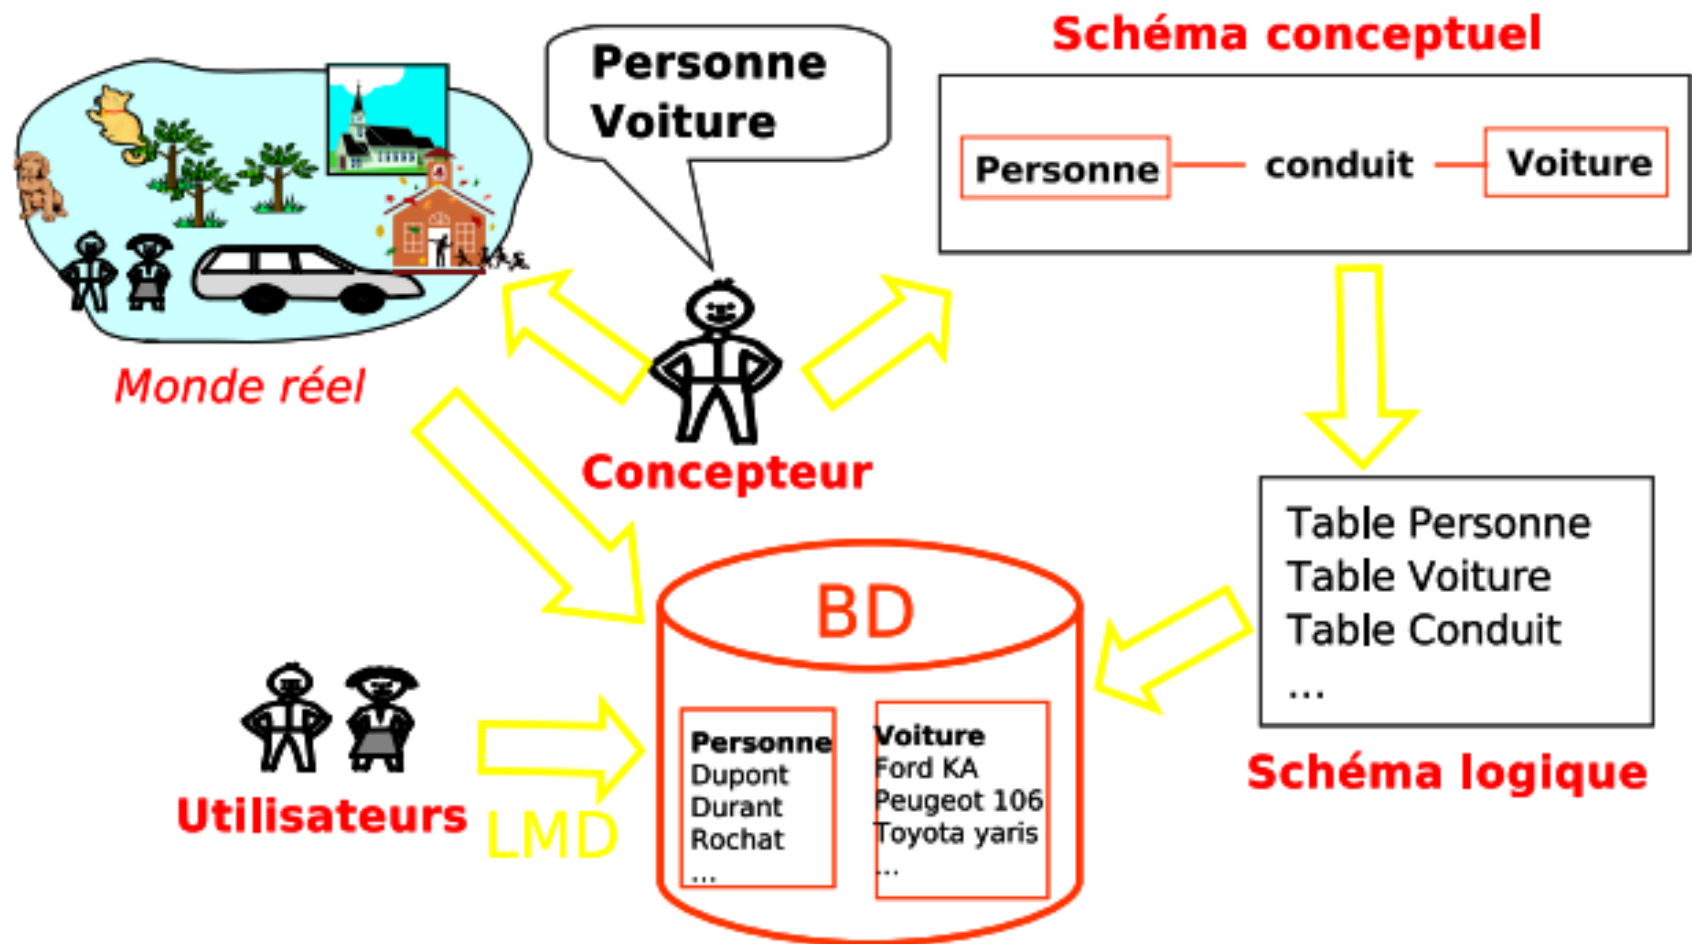 Personne
Voiture
Schéma conceptuel
Personne conduit Voiture
Monde réel
Concepteur
Table Personne
Table Voiture
Table Conduit
...
Schéma logique
BD
Personne
Dupont
Durant
Rochat
...
Voiture
Ford KA
Peugeot 106
Toyota yaris
...
Utilisateurs
LMD